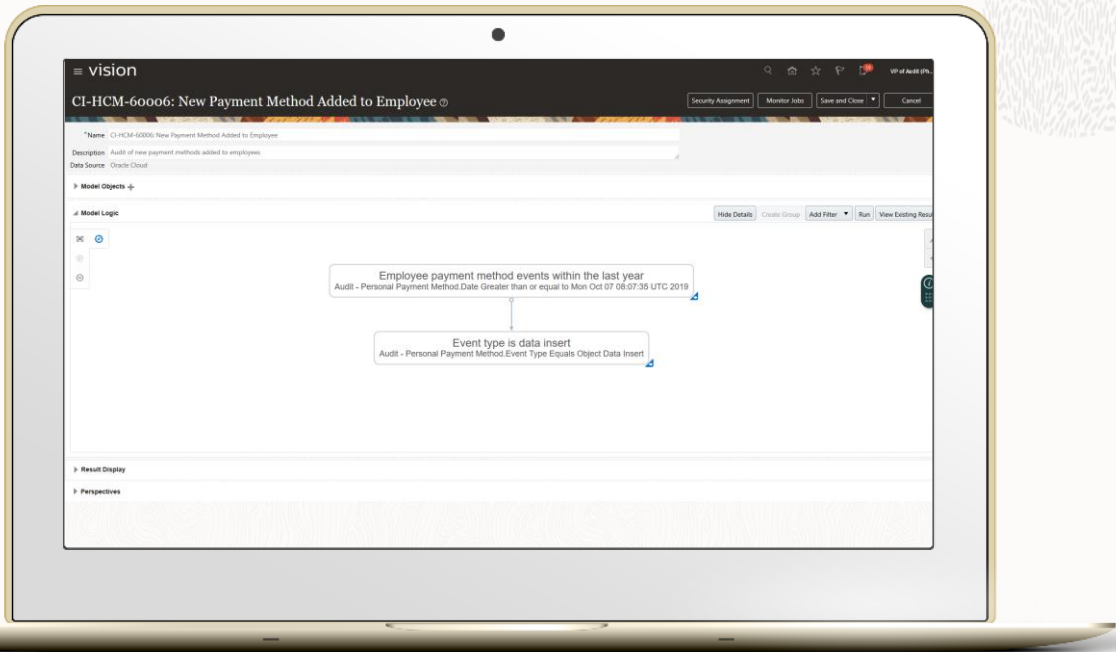 vision
VP of Audit (Ph..
CI-HCM-60006: New Payment Method Added to Employee
Security Assignment Monitor Jobs Save and Close Cancel
*Name CI-HCM-60006: New Payment Method Added to Employee
Description Audit of new payment methods added to employees
Data Source Oracle Cloud
Model Objects
Model Logic
Hide Details Create Group Add Filter Run View Existing Resul
Employee payment method events within the last year
Audit - Personal Payment Method.Date Greater than or equal to Mon Oct 07 08:07:35 UTC 2019
Event type is data insert
Audit - Personal Payment Method.Event Type Equals Object Data Insert
Result Display
Perspectives